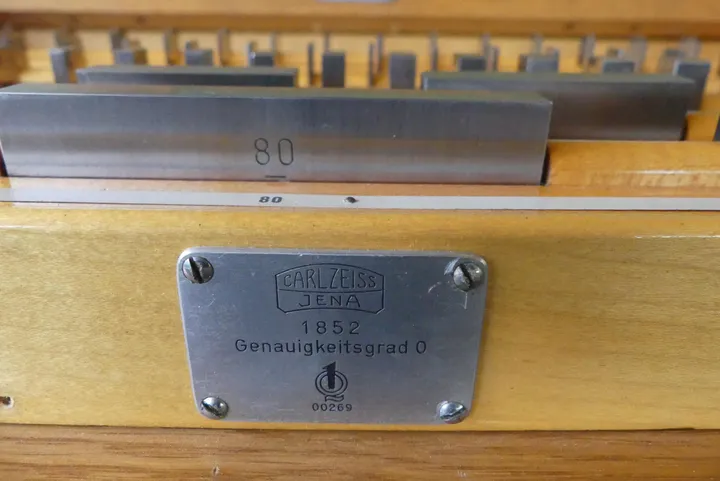 80
80
CARL ZEISS
JENA
1852
Genauigkeitsgrad 0
1
00269